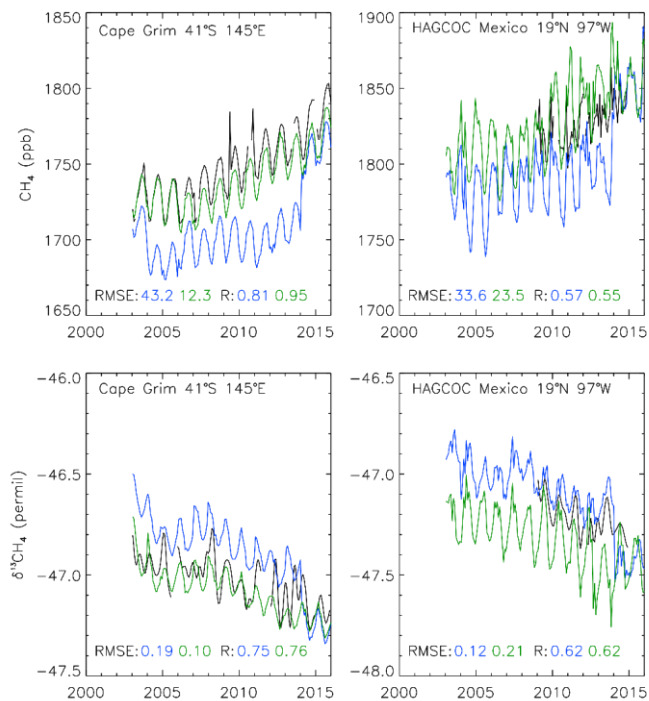 1850
1800
1750
1700
1650
CH₄ (ppb)
Cape Grim 41°S 145°E
RMSE: 43.2 12.3 R: 0.81 0.95
2000 2005 2010 2015
1900
1850
1800
1750
1700
HAGCOC Mexico 19°N 97°W
RMSE: 33.6 23.5 R: 0.57 0.55
2000 2005 2010 2015
−46.0
−46.5
−47.0
−47.5
δ¹³CH₄ (permil)
Cape Grim 41°S 145°E
RMSE: 0.19 0.10 R: 0.75 0.76
2000 2005 2010 2015
−46.5
−47.0
−47.5
−48.0
HAGCOC Mexico 19°N 97°W
RMSE: 0.12 0.21 R: 0.62 0.62
2000 2005 2010 2015